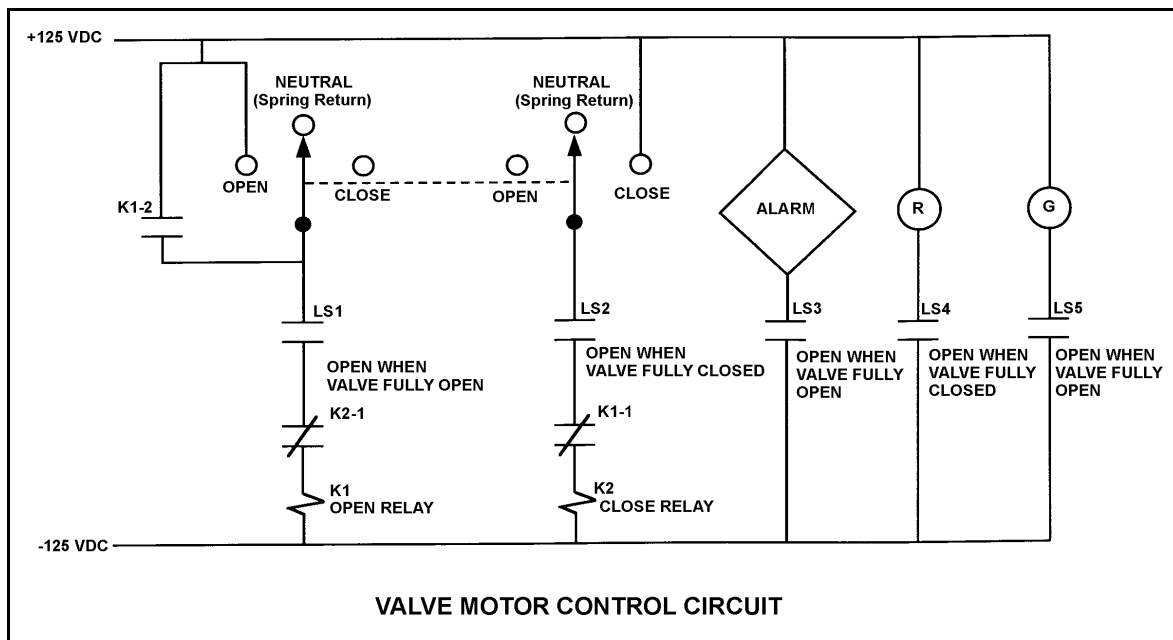 +125 VDC
NEUTRAL
(Spring Return)
NEUTRAL
(Spring Return)
OPEN
CLOSE
OPEN
CLOSE
K1-2
ALARM
R
G
LS1
OPEN WHEN
VALVE FULLY OPEN
LS2
OPEN WHEN
VALVE FULLY CLOSED
LS3
OPEN WHEN
VALVE FULLY
OPEN
LS4
OPEN WHEN
VALVE FULLY
CLOSED
LS5
OPEN WHEN
VALVE FULLY
OPEN
K2-1
K1-1
K1
OPEN RELAY
K2
CLOSE RELAY
-125 VDC
VALVE MOTOR CONTROL CIRCUIT